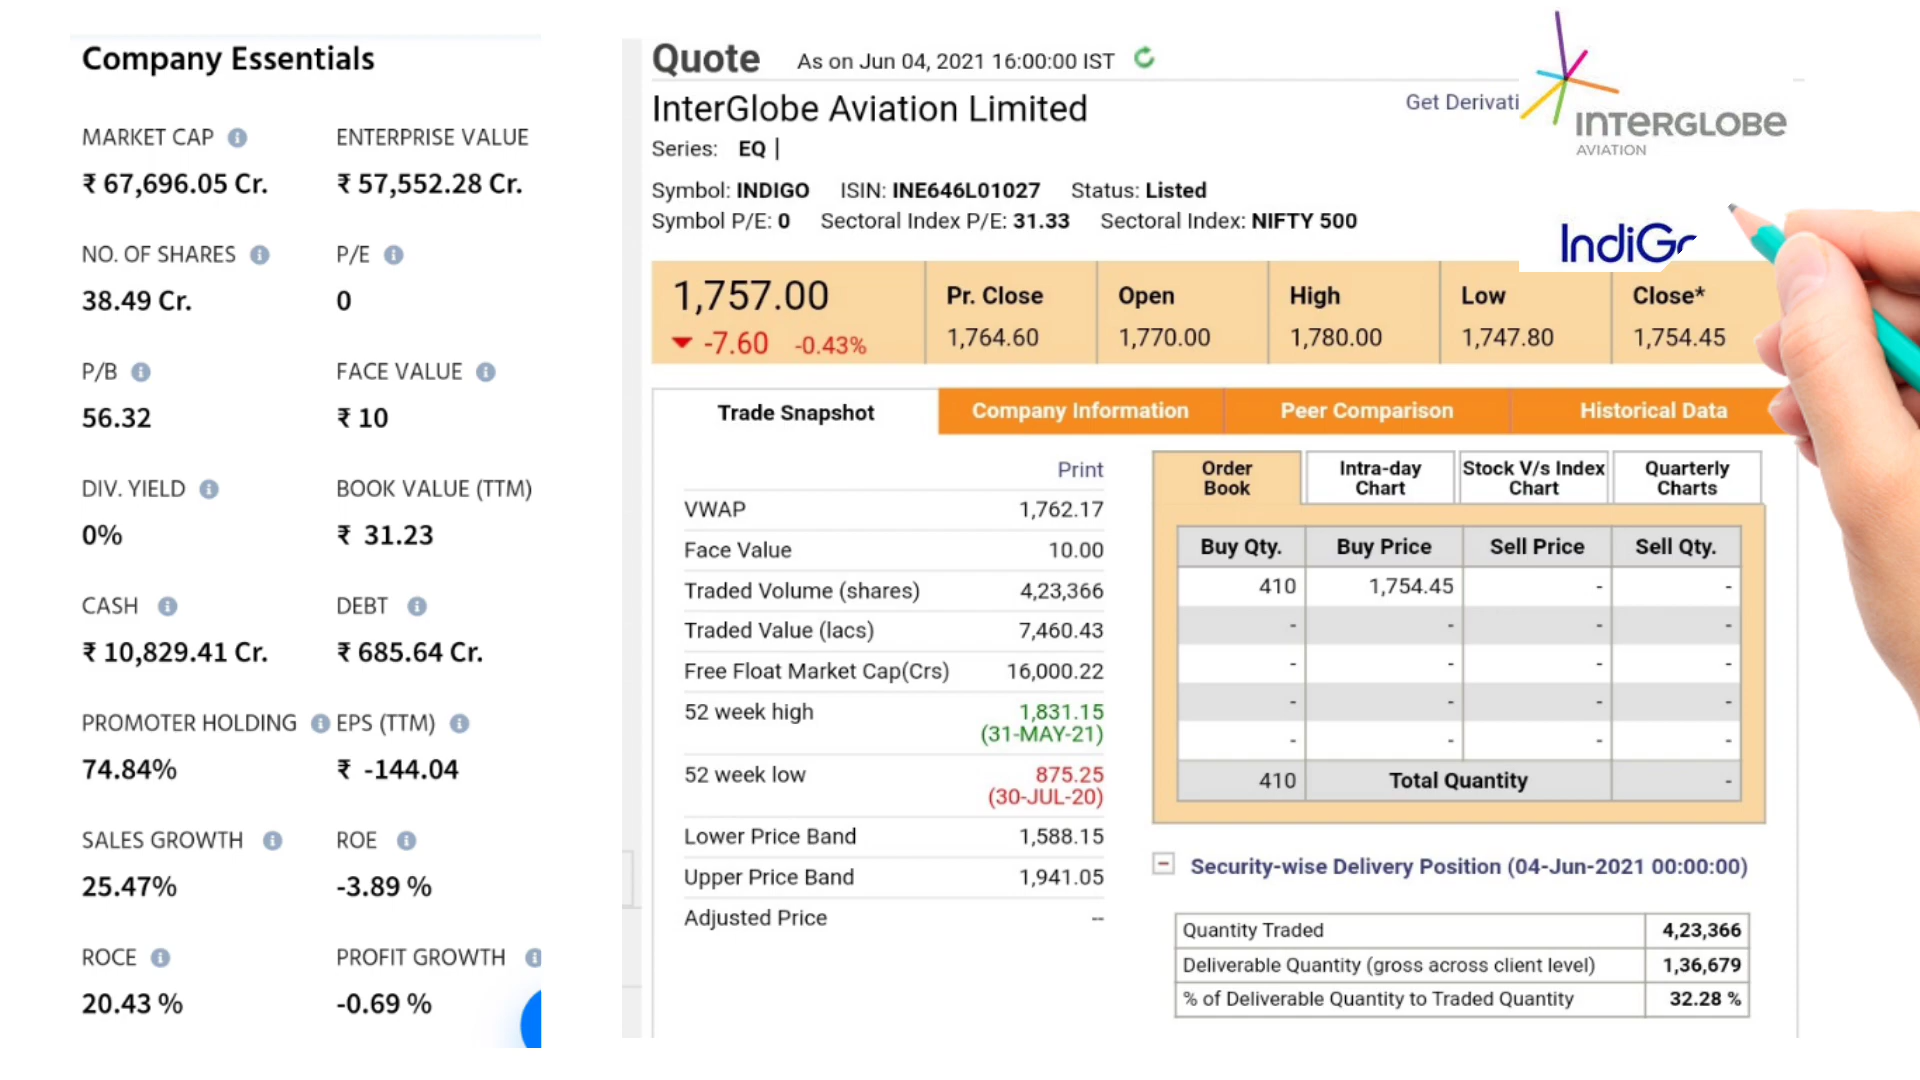 Company Essentials
MARKET CAP
ENTERPRISE VALUE
₹ 67,696.05 Cr.
₹ 57,552.28 Cr.
NO. OF SHARES
P/E
38.49 Cr.
0
P/B
FACE VALUE
56.32
₹ 10
DIV. YIELD
BOOK VALUE (TTM)
0%
₹ 31.23
CASH
DEBT
₹ 10,829.41 Cr.
₹ 685.64 Cr.
PROMOTER HOLDING
EPS (TTM)
74.84%
₹ -144.04
SALES GROWTH
ROE
25.47%
-3.89 %
ROCE
PROFIT GROWTH
20.43 %
-0.69 %
Quote As on Jun 04, 2021 16:00:00 IST
InterGlobe Aviation Limited
Get Derivati
INTERGLOBE
AVIATION
Series: EQ |
Symbol: INDIGO ISIN: INE646L01027 Status: Listed
Symbol P/E: 0 Sectoral Index P/E: 31.33 Sectoral Index: NIFTY 500
IndiG
1,757.00
-7.60 -0.43%
Pr. Close Open High Low Close*
1,764.60 1,770.00 1,780.00 1,747.80 1,754.45
Trade Snapshot Company Information Peer Comparison Historical Data
Print
VWAP 1,762.17
Face Value 10.00
Traded Volume (shares) 4,23,366
Traded Value (lacs) 7,460.43
Free Float Market Cap(Crs) 16,000.22
52 week high 1,831.15
(31-MAY-21)
52 week low 875.25
(30-JUL-20)
Lower Price Band 1,588.15
Upper Price Band 1,941.05
Adjusted Price --
Order Book
Intra-day Chart
Stock V/s Index Chart
Quarterly Charts
Buy Qty. Buy Price Sell Price Sell Qty.
410 1,754.45 - -
- - - -
- - - -
- - - -
- - - -
410 Total Quantity -
Security-wise Delivery Position (04-Jun-2021 00:00:00)
Quantity Traded 4,23,366
Deliverable Quantity (gross across client level) 1,36,679
% of Deliverable Quantity to Traded Quantity 32.28 %